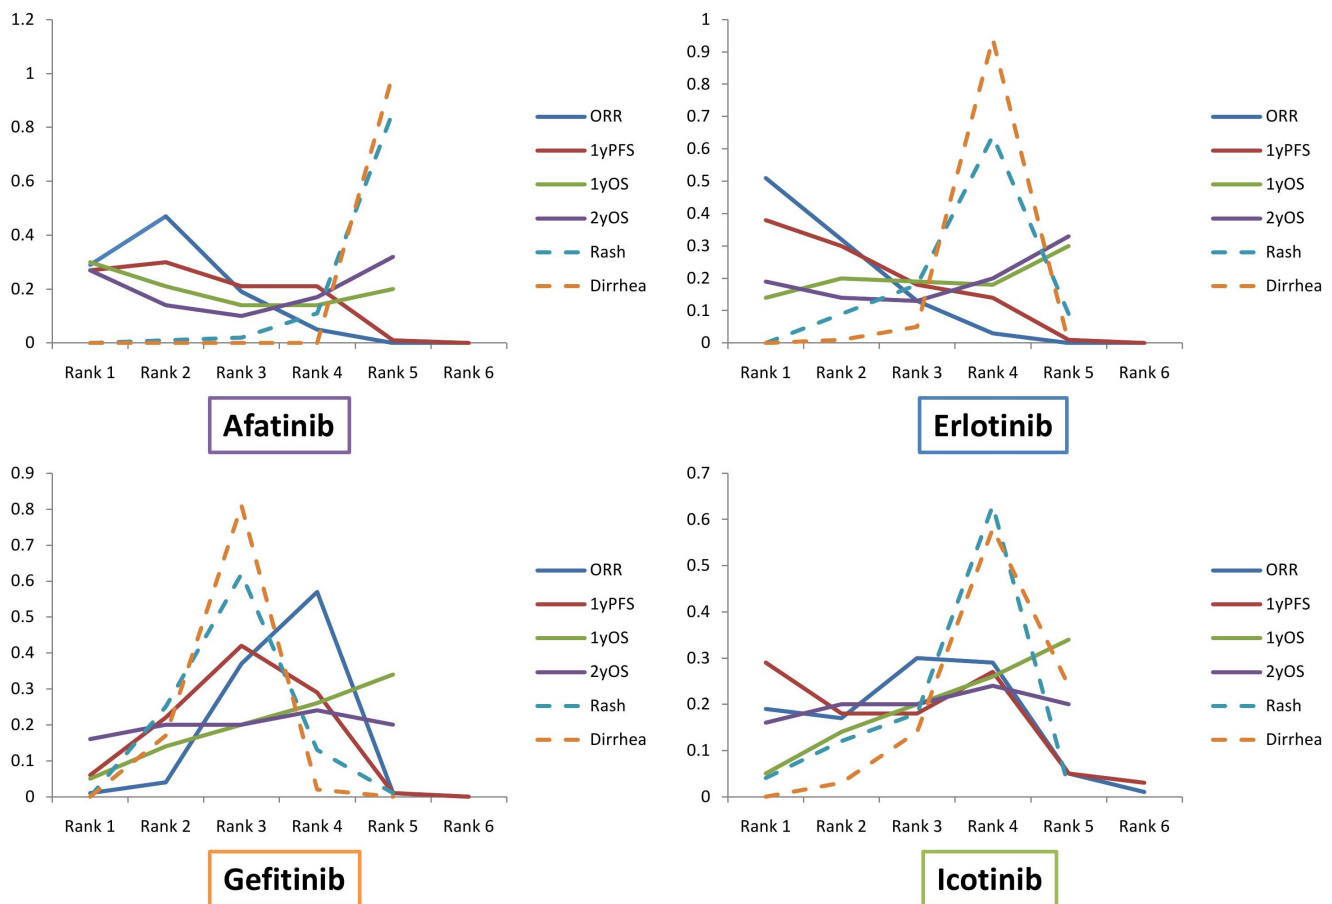 1.2
1
0.8
0.6
0.4
0.2
0
Rank 1 Rank 2 Rank 3 Rank 4 Rank 5 Rank 6
ORR
1yPFS
1yOS
2yOS
Rash
Dirrhea
Afatinib
1
0.9
0.8
0.7
0.6
0.5
0.4
0.3
0.2
0.1
0
Rank 1 Rank 2 Rank 3 Rank 4 Rank 5 Rank 6
ORR
1yPFS
1yOS
2yOS
Rash
Dirrhea
Erlotinib
0.9
0.8
0.7
0.6
0.5
0.4
0.3
0.2
0.1
0
Rank 1 Rank 2 Rank 3 Rank 4 Rank 5 Rank 6
ORR
1yPFS
1yOS
2yOS
Rash
Dirrhea
Gefitinib
0.7
0.6
0.5
0.4
0.3
0.2
0.1
0
Rank 1 Rank 2 Rank 3 Rank 4 Rank 5 Rank 6
ORR
1yPFS
1yOS
2yOS
Rash
Dirrhea
Icotinib